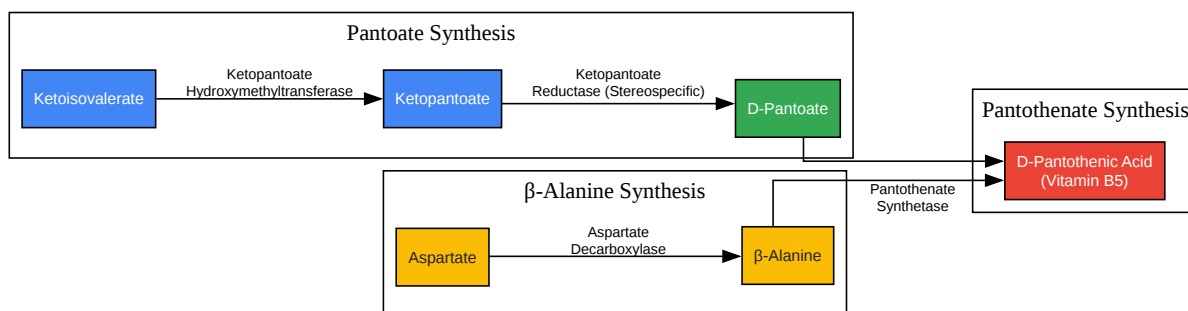 Pantoate Synthesis
Ketoisovalerate
Ketopantoate
Hydroxymethyltransferase
Ketopantoate
Ketopantoate
Reductase (Stereospecific)
D-Pantoate
Pantothenate Synthesis
D-Pantothenic Acid
(Vitamin B5)
Pantothenate
Synthetase
β-Alanine Synthesis
Aspartate
Aspartate
Decarboxylase
β-Alanine